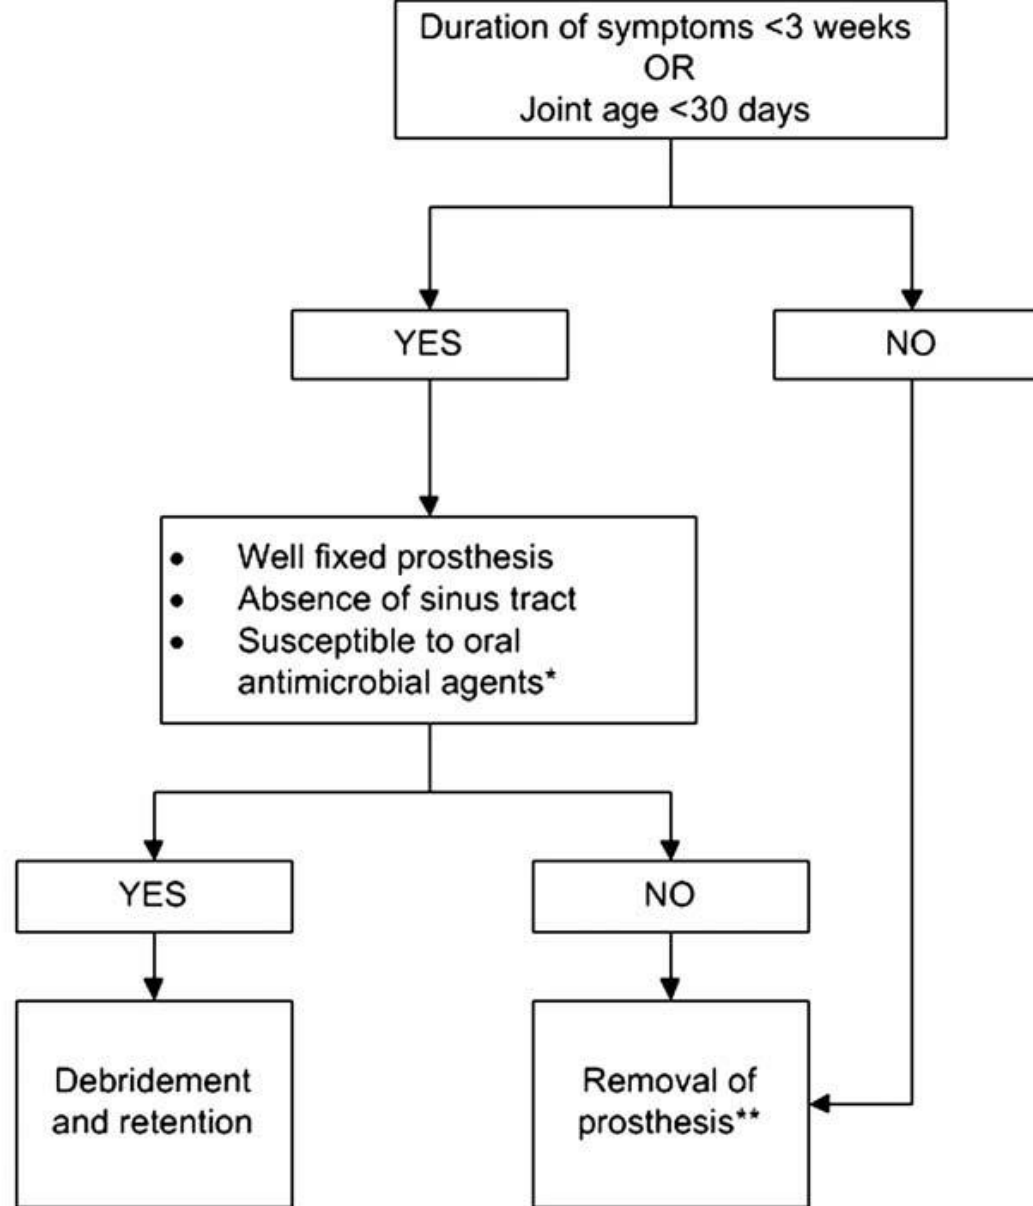 Duration of symptoms <3 weeks
OR
Joint age <30 days
YES
NO
• Well fixed prosthesis
• Absence of sinus tract
• Susceptible to oral
antimicrobial agents*
YES
NO
Debridement
and retention
Removal of
prosthesis**